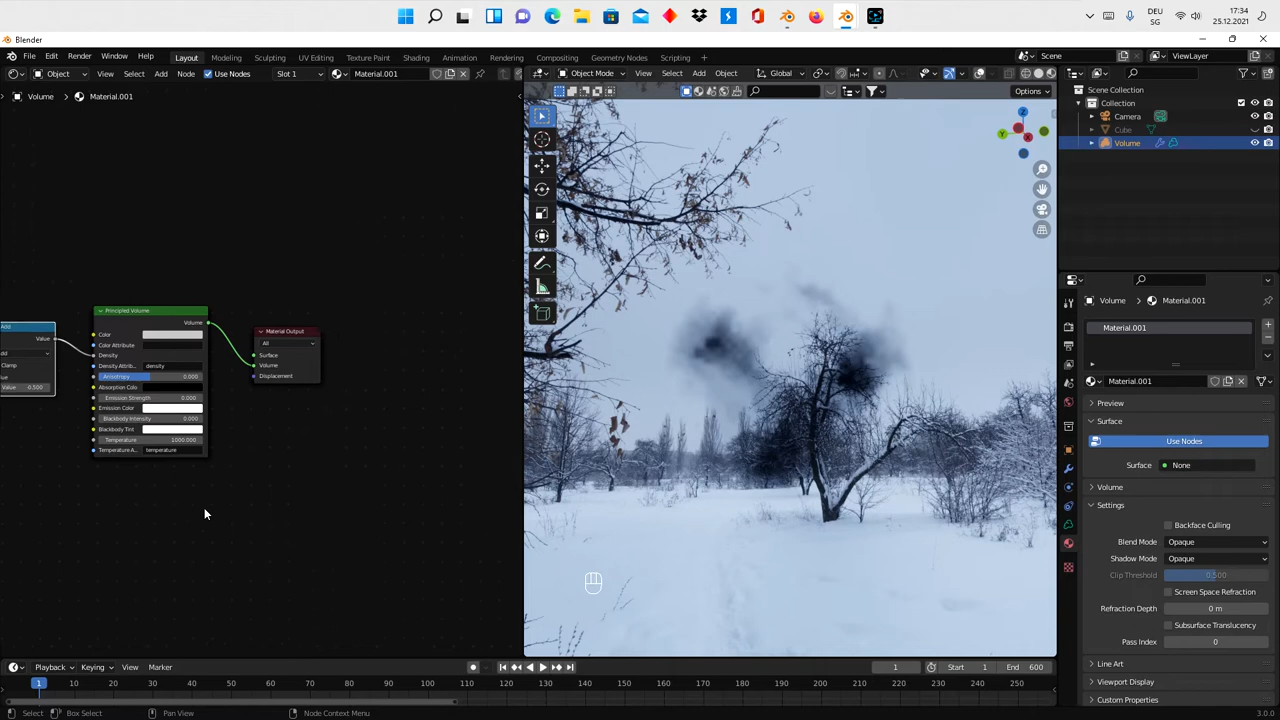 17:34
DEU
SG
25.12.2021
Blender
File Edit Render Window Help Layout Modeling Sculpting UV Editing Texture Paint Shading Animation Rendering Compositing Geometry Nodes Scripting + Scene ViewLayer
Object View Select Add Node Use Nodes Slot 1 Material.001 Object Mode View Select Add Object Global
Volume > Material.001
Options
Scene Collection
Collection
Camera
Cube
Volume
Y
Z
X
Volume > Material.001
Material.001
Material.001
Preview
Surface
Use Nodes
Surface None
Volume
Settings
Backface Culling
Blend Mode Opaque
Shadow Mode Opaque
Clip Threshold 0.500
Screen Space Refraction
Refraction Depth 0 m
Subsurface Translucency
Pass Index 0
Line Art
Viewport Display
Custom Properties
Add
Value
Clamp
Value 0.500
Principled Volume
Volume
Color
Color Attribute
Density
Density Attrib... density
Anisotropy 0.000
Absorption Colo
Emission Strength 0.000
Emission Color
Blackbody Intensity 0.000
Blackbody Tint
Temperature 1000.000
Temperature A... temperature
Material Output
All
Surface
Volume
Displacement
Playback Keying View Marker 1 Start 1 End 600
1 10 20 30 40 50 60 70 80 90 100 110 120 130 140 150 160 170 180 190 200 210 220 230 240 250
Select Box Select Pan View Node Context Menu 3.0.0